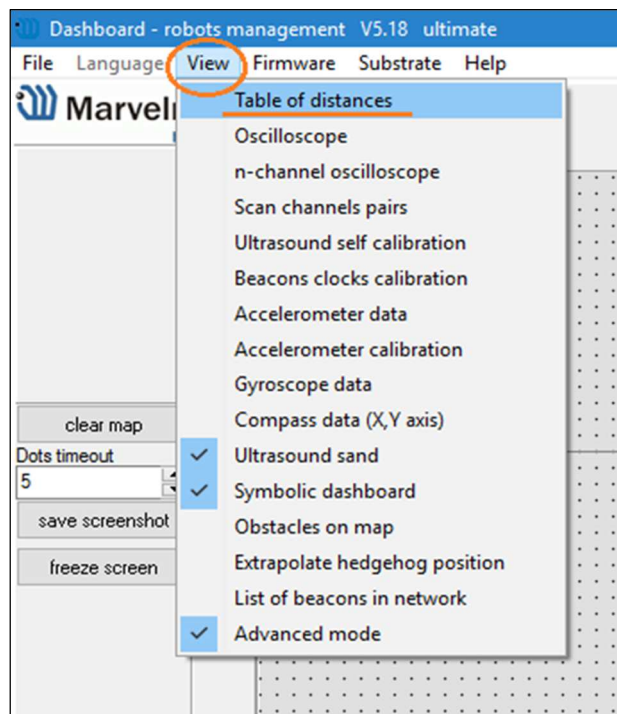 Dashboard - robots management V5.18 ultimate
File Language View Firmware Substrate Help
Table of distances
Oscilloscope
n-channel oscilloscope
Scan channels pairs
Ultrasound self calibration
Beacons clocks calibration
Accelerometer data
Accelerometer calibration
Gyroscope data
Compass data (X,Y axis)
Ultrasound sand
Symbolic dashboard
Obstacles on map
Extrapolate hedgehog position
List of beacons in network
Advanced mode
clear map
Dots timeout
5
save screenshot
freeze screen